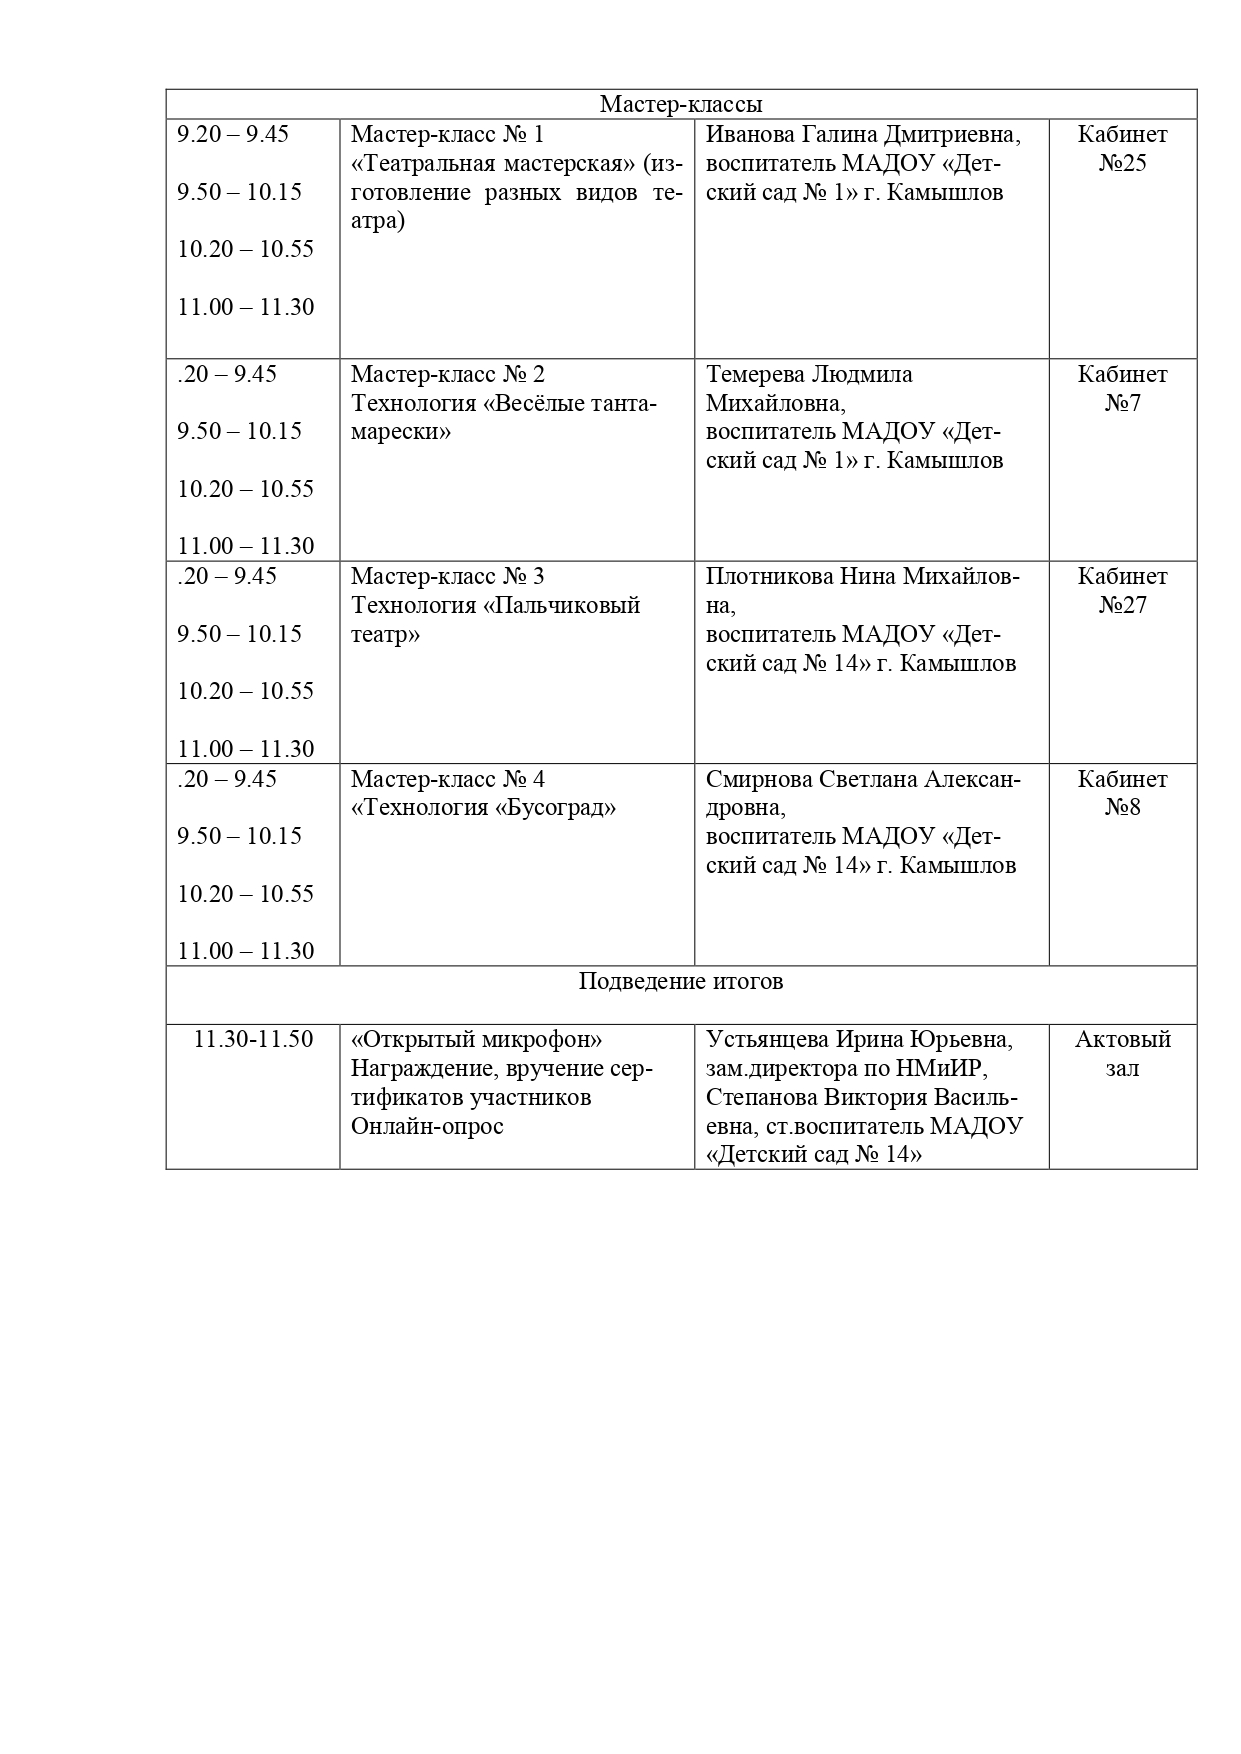 Мастер-классы
9.20 – 9.45
9.50 – 10.15
10.20 – 10.55
11.00 – 11.30
Мастер-класс № 1
«Театральная мастерская» (из-
готовление разных видов те-
атра)
Иванова Галина Дмитриевна,
воспитатель МАДОУ «Дет-
ский сад № 1» г. Камышлов
Кабинет
№25
.20 – 9.45
9.50 – 10.15
10.20 – 10.55
11.00 – 11.30
Мастер-класс № 2
Технология «Весёлые танта-
марески»
Темерева Людмила
Михайловна,
воспитатель МАДОУ «Дет-
ский сад № 1» г. Камышлов
Кабинет
№7
.20 – 9.45
9.50 – 10.15
10.20 – 10.55
11.00 – 11.30
Мастер-класс № 3
Технология «Пальчиковый
театр»
Плотникова Нина Михайлов-
на,
воспитатель МАДОУ «Дет-
ский сад № 14» г. Камышлов
Кабинет
№27
.20 – 9.45
9.50 – 10.15
10.20 – 10.55
11.00 – 11.30
Мастер-класс № 4
«Технология «Бусоград»
Смирнова Светлана Алексан-
дровна,
воспитатель МАДОУ «Дет-
ский сад № 14» г. Камышлов
Кабинет
№8
Подведение итогов
11.30-11.50
«Открытый микрофон»
Награждение, вручение сер-
тификатов участников
Онлайн-опрос
Устьянцева Ирина Юрьевна,
зам.директора по НМиИР,
Степанова Виктория Василь-
евна, ст.воспитатель МАДОУ
«Детский сад № 14»
Актовый
зал